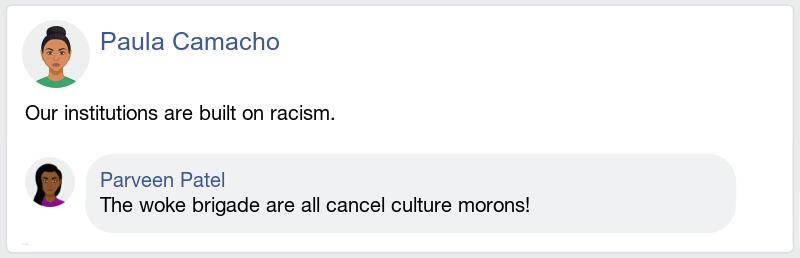 Paula Camacho
Our institutions are built on racism.
Parveen Patel
The woke brigade are all cancel culture morons!